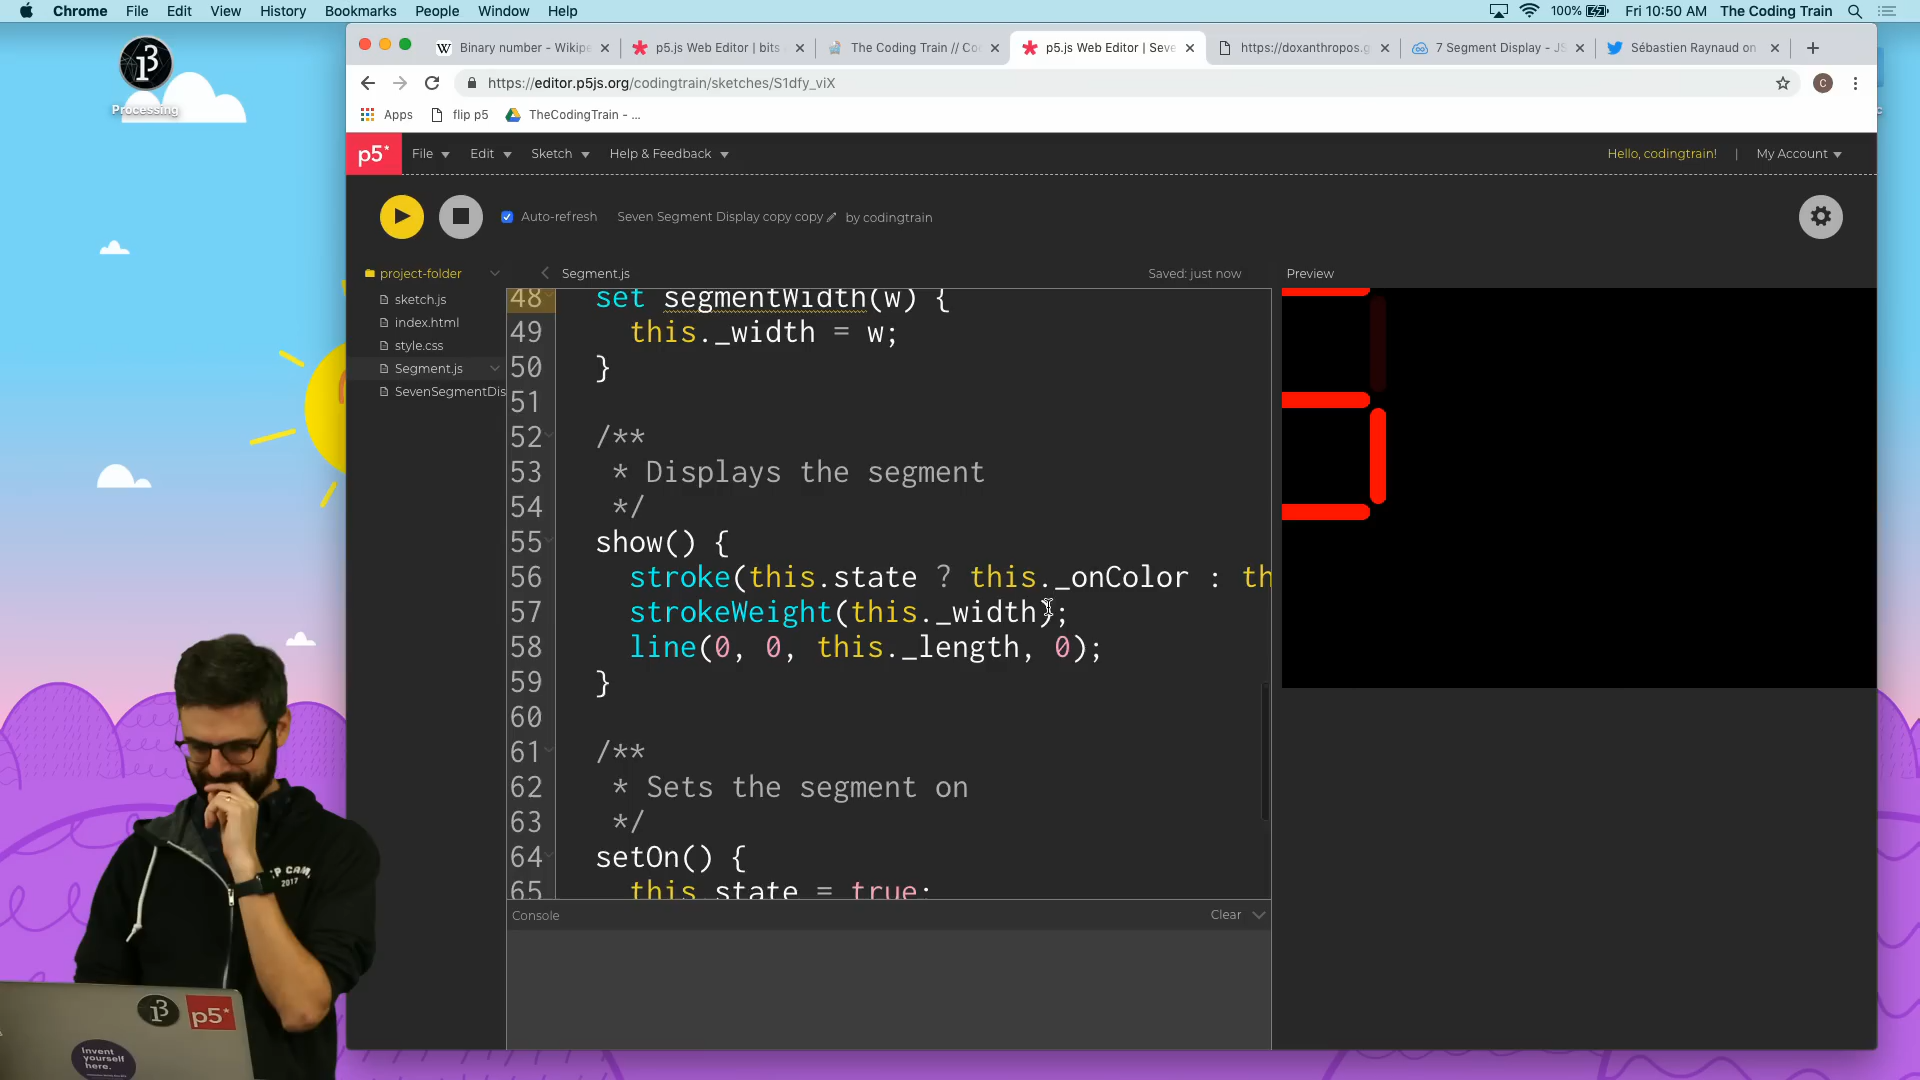 Chrome File Edit View History Bookmarks People Window Help
100% Fri 10:50 AM The Coding Train
Processing
W Binary number - Wikipe
p5.js Web Editor | bits
The Coding Train // Co
p5.js Web Editor | Seve
https://doxanthropos.g
7 Segment Display - JS
Sébastien Raynaud on
https://editor.p5js.org/codingtrain/sketches/S1dfy_viX
C
Apps flip p5 TheCodingTrain - ...
p5* File Edit Sketch Help & Feedback
Hello, codingtrain! | My Account
Auto-refresh Seven Segment Display copy copy by codingtrain
project-folder
sketch.js
index.html
style.css
Segment.js
SevenSegmentDis
Segment.js Saved: just now
Preview
48 set segmentWidth(w) {
49 this._width = w;
50 }
51
52 /**
53 * Displays the segment
54 */
55 show() {
56 stroke(this.state ? this._onColor : th
57 strokeWeight(this._width);
58 line(0, 0, this._length, 0);
59 }
60
61 /**
62 * Sets the segment on
63 */
64 setOn() {
65 this.state = true;
Console Clear
2017
p5*
Invent
yourself
here.